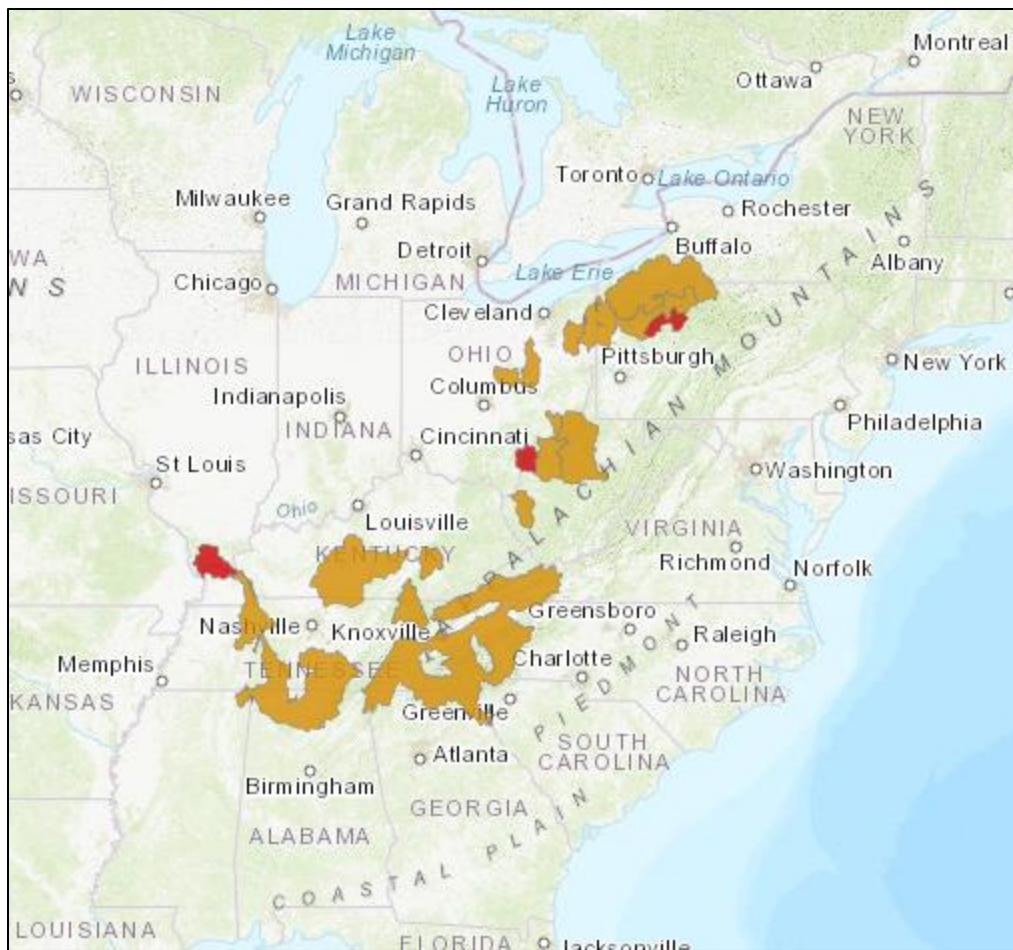 Lake
Michigan
Montreal
Ottawa
s
WISCONSIN
Lake
Huron
NEW
YORK
Toronto
Lake Ontario
Milwaukee
Grand Rapids
Rochester
Detroit
Buffalo
Albany
WA
N S
Chicago
MICHIGAN
Lake Erie
Cleveland
OHIO
Pittsburgh
New York
ILLINOIS
Columbus
Indianapolis
INDIANA
Cincinnati
Philadelphia
sas City
St Louis
Washington
ISSOURI
Ohio
Louisville
VIRGINIA
KENTUCKY
Richmond
Norfolk
APPALACHIAN MOUNTAINS
Nashville
Knoxville
Greensboro
Raleigh
Memphis
TENNESSEE
Charlotte
NORTH
CAROLINA
KANSAS
Greenville
PIEDMONT
SOUTH
CAROLINA
Atlanta
Birmingham
GEORGIA
ALABAMA
COASTAL PLAIN
LOUISIANA
FLORIDA
Jacksonville